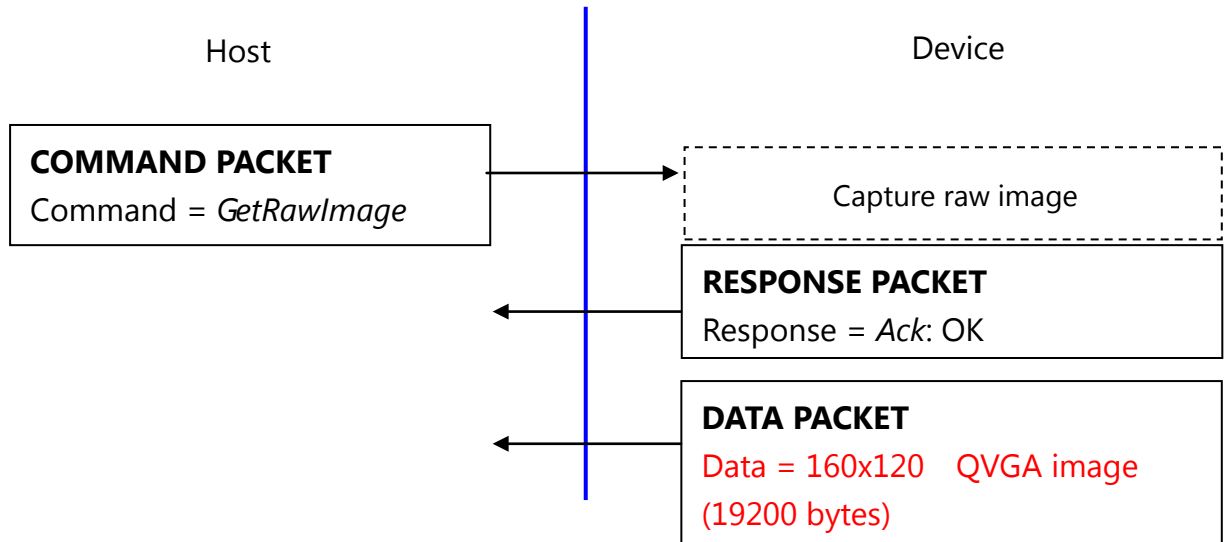 Host
Device
COMMAND PACKET
Command = GetRawImage
Capture raw image
RESPONSE PACKET
Response = Ack: OK
DATA PACKET
Data = 160x120 QVGA image
(19200 bytes)